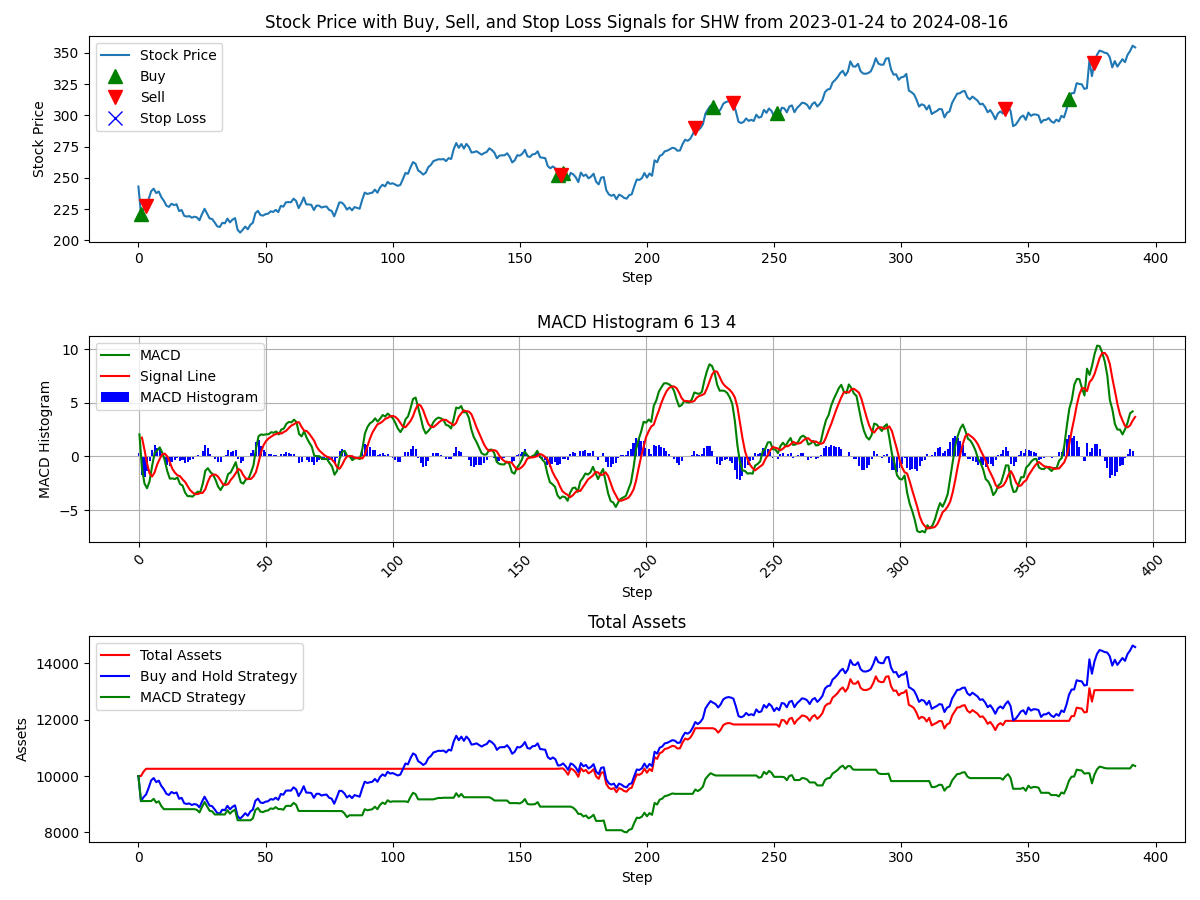 Stock Price with Buy, Sell, and Stop Loss Signals for SHW from 2023-01-24 to 2024-08-16
Stock Price
350
325
300
275
250
225
200
Stock Price
Buy
Sell
Stop Loss
0 50 100 150 200 250 300 350 400
Step
MACD Histogram 6 13 4
MACD Histogram
10
5
0
−5
MACD
Signal Line
MACD Histogram
0 50 100 150 200 250 300 350 400
Step
Total Assets
Assets
14000
12000
10000
8000
Total Assets
Buy and Hold Strategy
MACD Strategy
0 50 100 150 200 250 300 350 400
Step